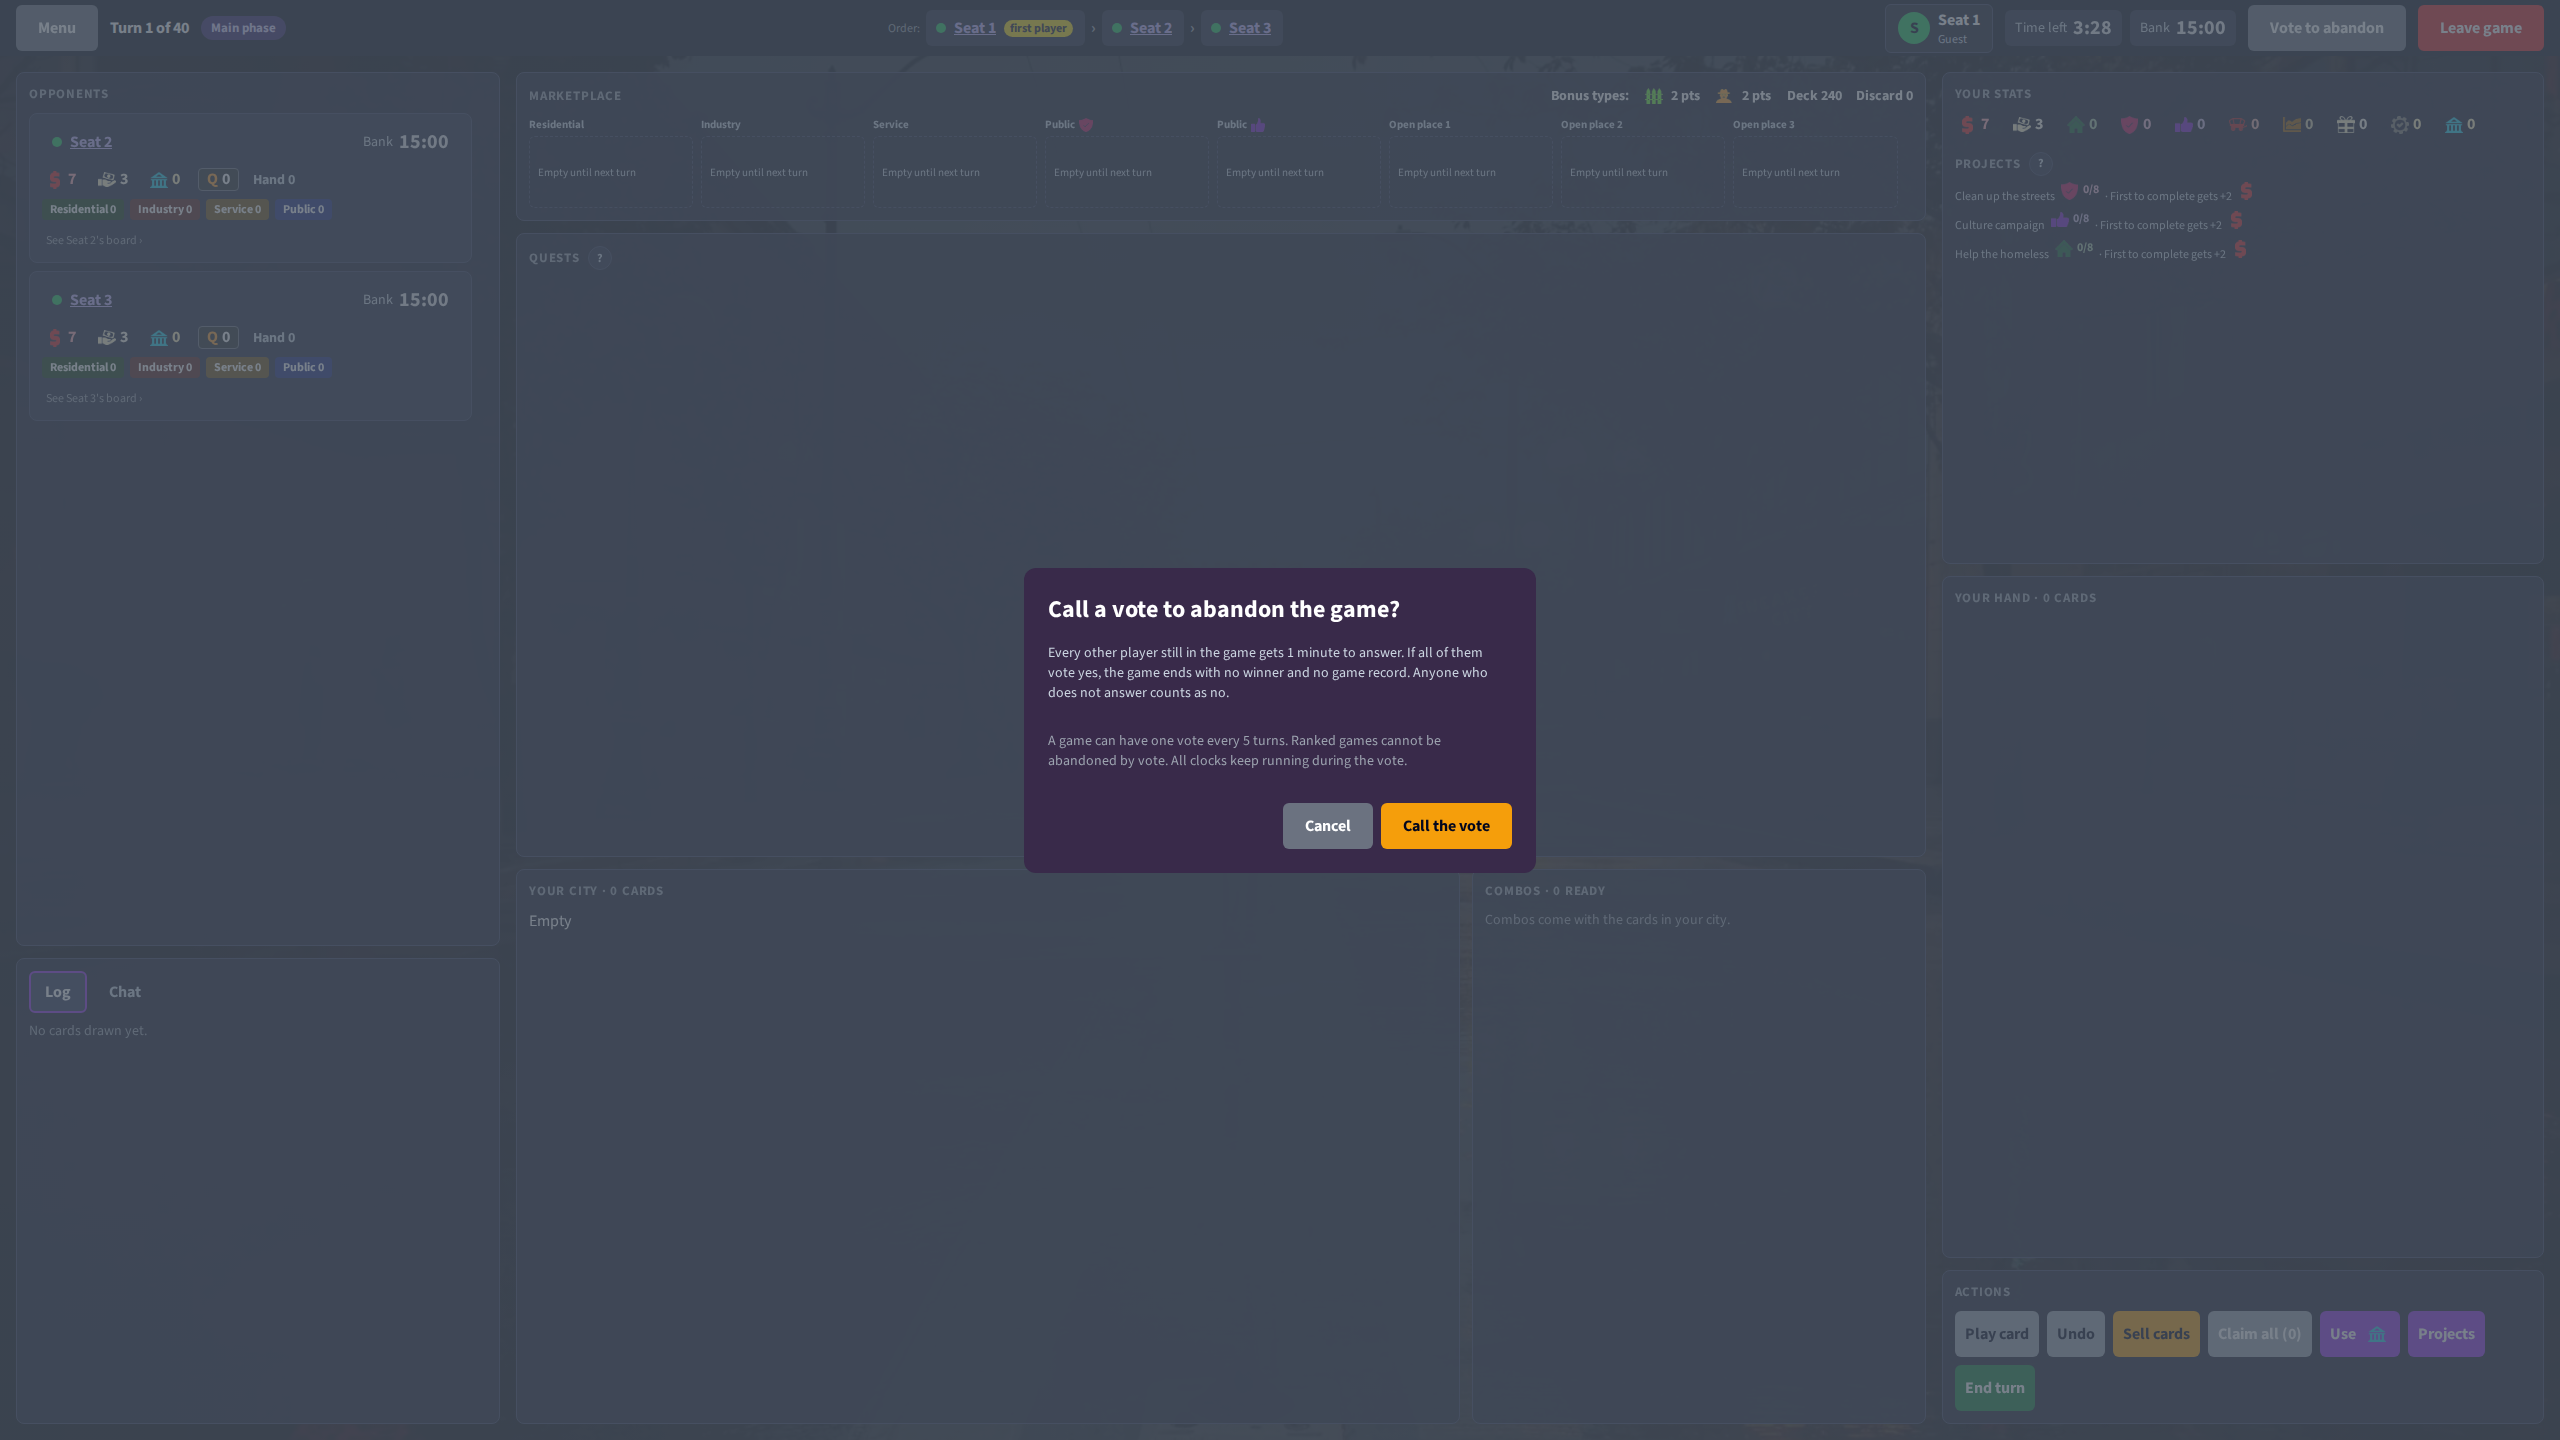 Menu
Turn 1 of 40
Main phase
Order:
Seat 1
first player
›
Seat 2
›
Seat 3
S
Seat 1
Guest
Time left 3:28
Bank 15:00
Vote to abandon
Leave game
OPPONENTS
Seat 2
Bank 15:00
7
3
0
Q 0
Hand 0
Residential 0
Industry 0
Service 0
Public 0
See Seat 2's board ›
Seat 3
Bank 15:00
7
3
0
Q 0
Hand 0
Residential 0
Industry 0
Service 0
Public 0
See Seat 3's board ›
Log
Chat
No cards drawn yet.
MARKETPLACE
Bonus types:
2 pts
2 pts
Deck 240
Discard 0
Residential
Industry
Service
Public
Public
Open place 1
Open place 2
Open place 3
Empty until next turn
Empty until next turn
Empty until next turn
Empty until next turn
Empty until next turn
Empty until next turn
Empty until next turn
Empty until next turn
QUESTS
?
Call a vote to abandon the game?
Every other player still in the game gets 1 minute to answer. If all of them
vote yes, the game ends with no winner and no game record. Anyone who
does not answer counts as no.
A game can have one vote every 5 turns. Ranked games cannot be
abandoned by vote. All clocks keep running during the vote.
Cancel
Call the vote
YOUR CITY · 0 CARDS
Empty
COMBOS · 0 READY
Combos come with the cards in your city.
YOUR STATS
7
3
0
0
0
0
0
0
0
0
PROJECTS
?
Clean up the streets 0/8 · First to complete gets +2
Culture campaign 0/8 · First to complete gets +2
Help the homeless 0/8 · First to complete gets +2
YOUR HAND · 0 CARDS
ACTIONS
Play card
Undo
Sell cards
Claim all (0)
Use
Projects
End turn